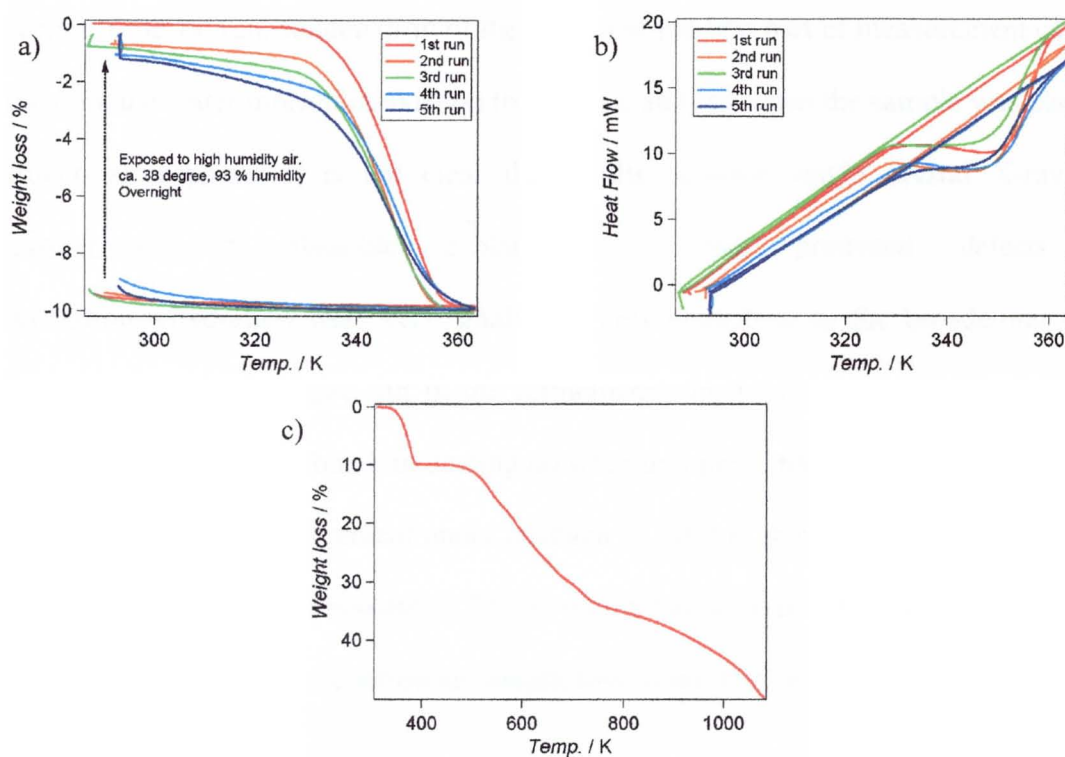 a)
0
-2
-4
-6
-8
-10
Weight loss / %
1st run
2nd run
3rd run
4th run
5th run
Exposed to high humidity air.
ca. 38 degree, 93 % humidity
Overnight
300
320
340
360
Temp. / K
b)
20
15
10
5
0
Heat Flow / mW
1st run
2nd run
3rd run
4th run
5th run
300
320
340
360
Temp. / K
c)
0
10
20
30
40
Weight loss / %
400
600
800
1000
Temp. / K